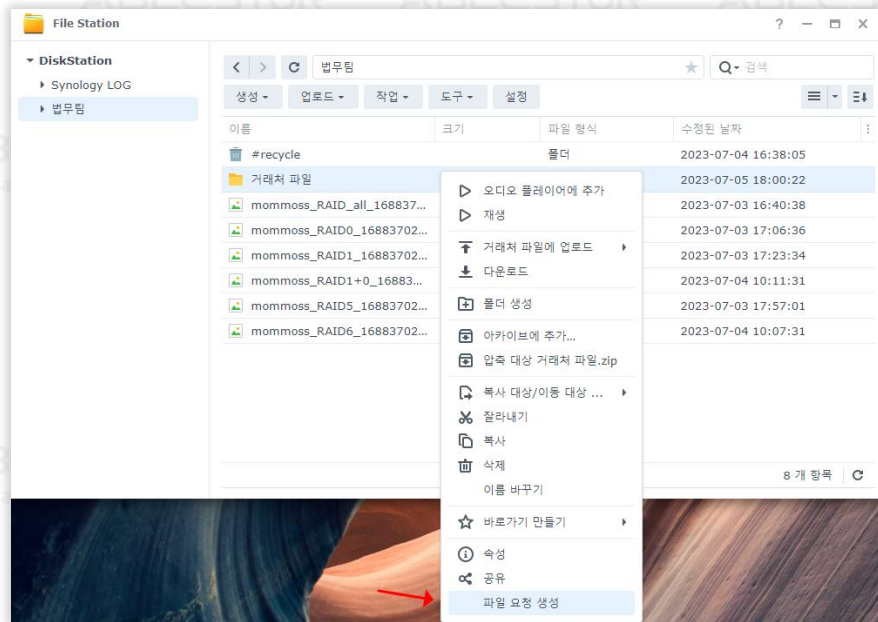 File Station
DiskStation
Synology LOG
법무팀
법무팀
검색
생성 업로드 작업 도구 설정
이름 크기 파일 형식 수정된 날짜
#recycle 폴더 2023-07-04 16:38:05
거래처 파일 2023-07-05 18:00:22
mommoss_RAID_all_168837... 2023-07-03 16:40:38
mommoss_RAID0_16883702... 2023-07-03 17:06:36
mommoss_RAID1_16883702... 2023-07-03 17:23:34
mommoss_RAID1+0_16883... 2023-07-04 10:11:31
mommoss_RAID5_16883702... 2023-07-03 17:57:01
mommoss_RAID6_16883702... 2023-07-04 10:07:31
8 개 항목
오디오 플레이어에 추가
재생
거래처 파일에 업로드
다운로드
폴더 생성
아카이브에 추가...
압축 대상 거래처 파일.zip
복사 대상/이동 대상 ...
잘라내기
복사
삭제
이름 바꾸기
바로가기 만들기
속성
공유
파일 요청 생성